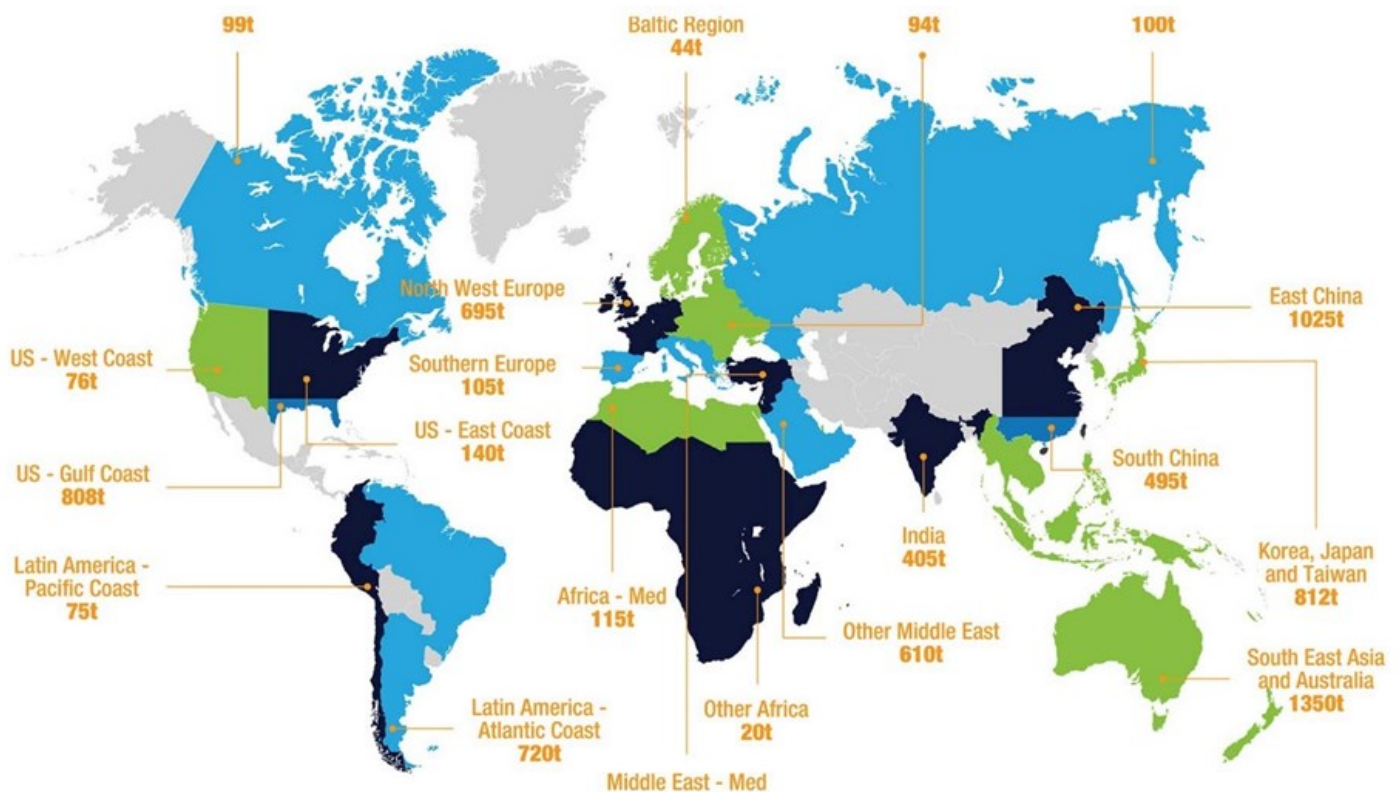 99t
Baltic Region
44t
94t
100t
North West Europe
695t
East China
1025t
US - West Coast
76t
Southern Europe
105t
US - East Coast
140t
South China
495t
US - Gulf Coast
808t
India
405t
Korea, Japan
and Taiwan
812t
Latin America -
Pacific Coast
75t
Africa - Med
115t
Other Middle East
610t
South East Asia
and Australia
1350t
Latin America -
Atlantic Coast
720t
Other Africa
20t
Middle East - Med